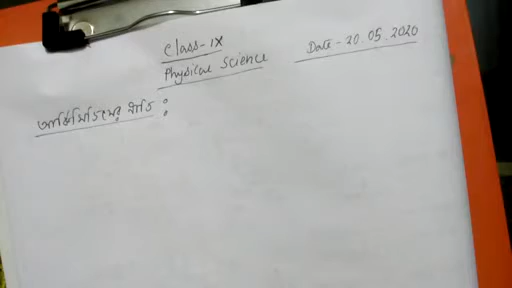 Class-IX
Physical Science
Date-20.05.2020
আর্কিমিডিসের নীতি :